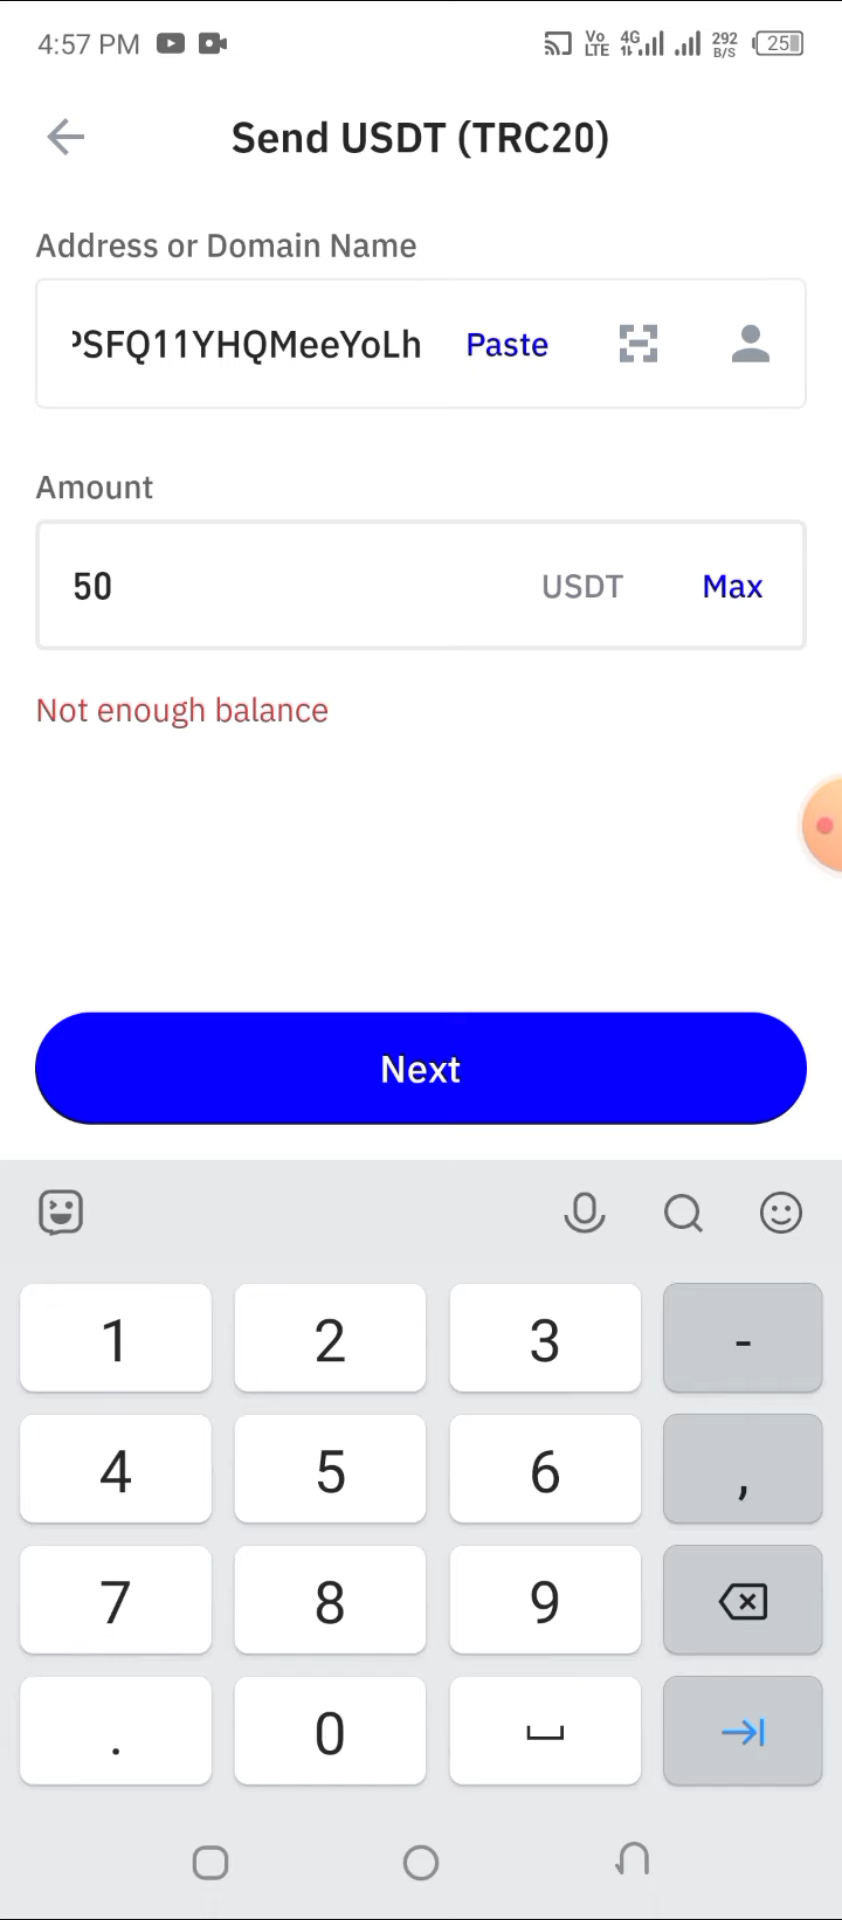 4:57 PM Vo LTE 4G 292 B/S 25
Send USDT (TRC20)
Address or Domain Name
PSFQ11YHQMeeYoLh Paste
Amount
50 USDT Max
Not enough balance
Next
1 2 3 -
4 5 6 ,
7 8 9
. 0